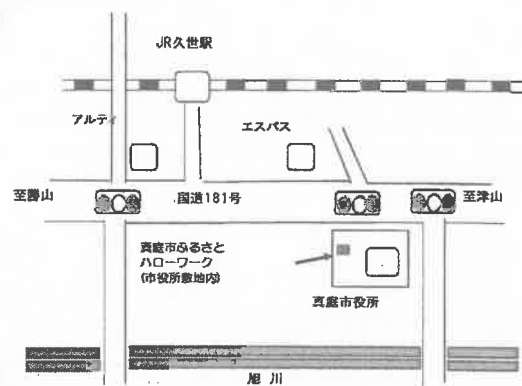 JR久世駅
アルティ
エスパス
至勝山
国道181号
至津山
真庭市ふるさと
ハローワーク
(市役所敷地内)
真庭市役所
旭川